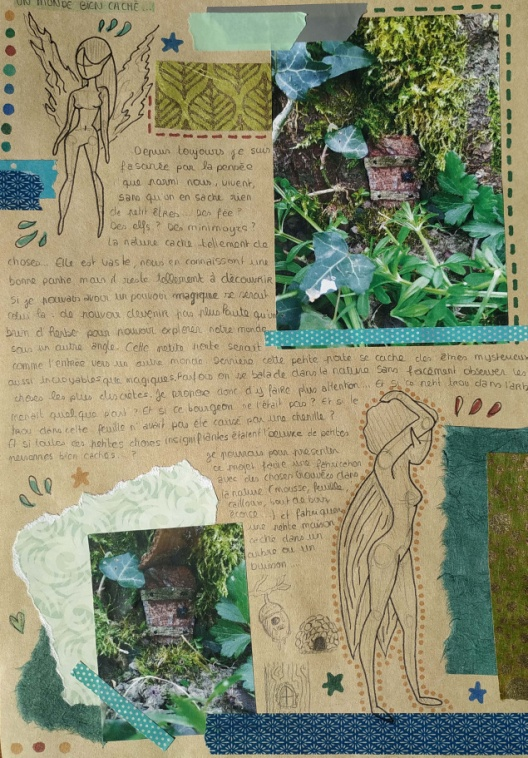 UN MONDE BIEN CACHÉ...!
Depuis toujours je suis
fascinée par la pensée
que parmi nous, vivent,
sans qu'on en sache rien
de petit êtres... Des fée ?
Des elfs ? Des minimoys ?
la nature cache tellement de
choses... Elle est vaste, nous en connaissont une
bonne partie mais il reste tellement à découvrir
Si je pouvais avoir un pouvoir magique ce serait
celui là : de pouvoir devenir pas plus haute qu'un
brin d'herbe pour pouvoir explorer notre monde
sous un autre angle. Cette petite porte serait
comme l'entrée vers un autre monde derrière cette petite porte se cache des êtres mystérieux
aussi incroyables que magiques. Parfois on se balade dans la nature sans forcément observer les
choses les plus discrètes. Je propose donc d'y faire plus attention... Et si ce petit trou dans l'arbre
menait quelque part ? Et si ce bourgeon ne l'était pas ? Et si le
trou dans cette feuille n'avait pas été causé par une chenille ?
Et si toutes ces petites choses insignifiantes étaient l'oeuvre de petites
personnes bien cachés...?
Je pourrais pour présenter
ce projet faire une
avec des choses trouvées dans
la nature (mousse, feuille,
cailloux, bout de bois
écorce...) et fabriquer
une petite maison
caché dans un
arbre ou un
buisson...